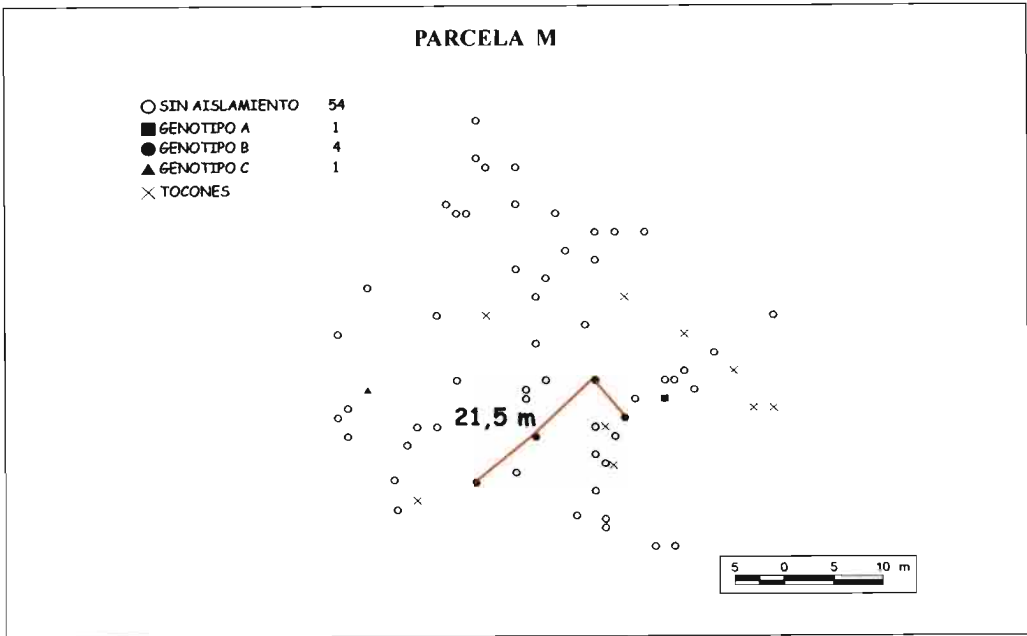 PARCELA M
SIN AISLAMIENTO 54
GENOTIPO A 1
GENOTIPO B 4
GENOTIPO C 1
TOCONES
21,5 m
5 0 5 10 m